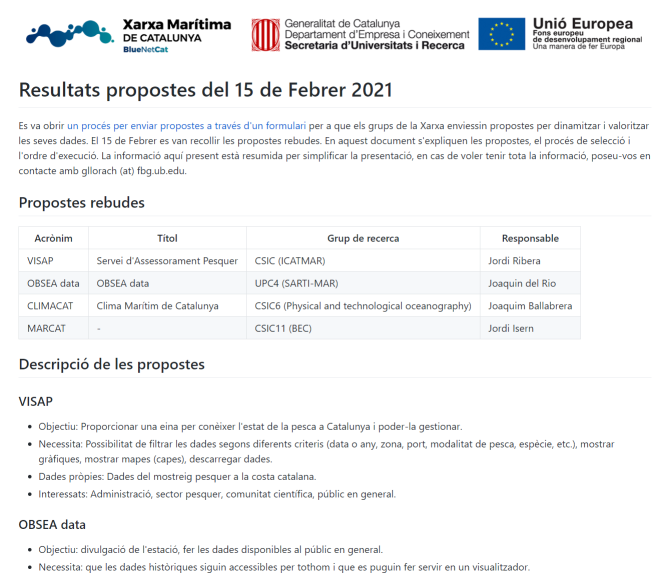 Xarxa Marítima
DE CATALUNYA
BlueNetCat
Generalitat de Catalunya
Departament d'Empresa i Coneixement
Secretaria d'Universitats i Recerca
Unió Europea
Fons europeu
de desenvolupament regional
Una manera de fer Europa
Resultats propostes del 15 de Febrer 2021
Es va obrir un procés per enviar propostes a través d'un formulari per a que els grups de la Xarxa enviessin propostes per dinamitzar i valoritzar
les seves dades. El 15 de Febrer es van recollir les propostes rebudes. En aquest document s'expliquen les propostes, el procés de selecció i
l'ordre d'execució. La informació aquí present està resumida per simplificar la presentació, en cas de voler tenir tota la informació, poseu-vos en
contacte amb gllorach (at) fbg.ub.edu.
Propostes rebudes
Acrònim Títol Grup de recerca Responsable
VISAP Servei d'Assessorament Pesquer CSIC (ICATMAR) Jordi Ribera
OBSEA data OBSEA data UPC4 (SARTI-MAR) Joaquin del Rio
CLIMACAT Clima Marítim de Catalunya CSIC6 (Physical and technological oceanography) Joaquim Ballabrera
MARCAT - CSIC11 (BEC) Jordi Isern
Descripció de les propostes
VISAP
• Objectiu: Proporcionar una eina per conèixer l'estat de la pesca a Catalunya i poder-la gestionar.
• Necessita: Possibilitat de filtrar les dades segons diferents criteris (data o any, zona, port, modalitat de pesca, espècie, etc.), mostrar
gràfiques, mostrar mapes (capes), descarregar dades.
• Dades pròpies: Dades del mostreig pesquer a la costa catalana.
• Interessats: Administració, sector pesquer, comunitat científica, públic en general.
OBSEA data
• Objectiu: divulgació de l'estació, fer les dades disponibles al públic en general.
• Necessita: que les dades històriques siguin accessibles per tothom i que es puguin fer servir en un visualitzador.